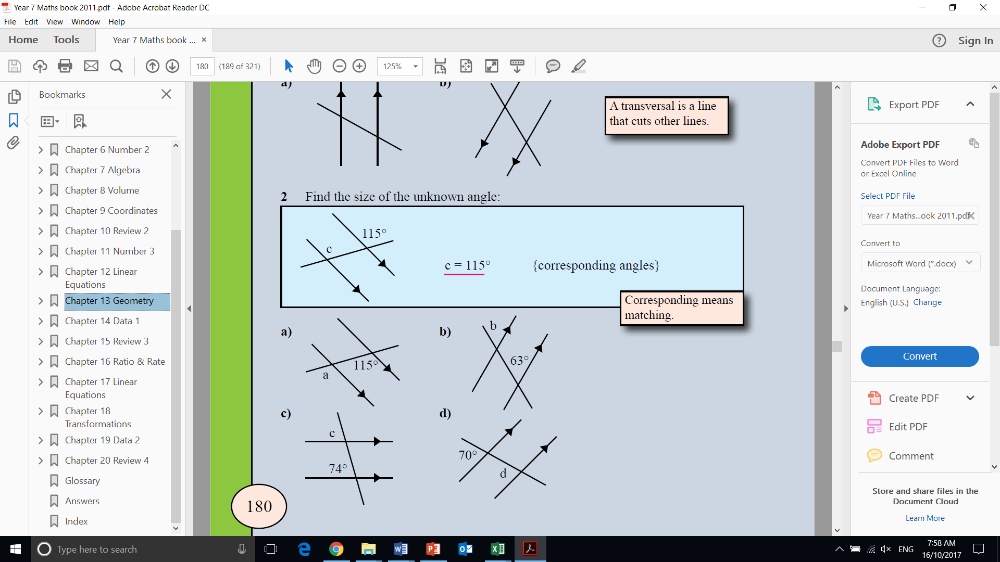 Year 7 Maths book 2011.pdf - Adobe Acrobat Reader DC
File Edit View Window Help
Home Tools Year 7 Maths book ... Sign In
180 (189 of 321) 125%
Bookmarks
Chapter 6 Number 2
Chapter 7 Algebra
Chapter 8 Volume
Chapter 9 Coordinates
Chapter 10 Review 2
Chapter 11 Number 3
Chapter 12 Linear
Equations
Chapter 13 Geometry
Chapter 14 Data 1
Chapter 15 Review 3
Chapter 16 Ratio & Rate
Chapter 17 Linear
Equations
Chapter 18
Transformations
Chapter 19 Data 2
Chapter 20 Review 4
Glossary
Answers
Index
a) b)
A transversal is a line
that cuts other lines.
2 Find the size of the unknown angle:
115°
c
c = 115° {corresponding angles}
Corresponding means
matching.
a) b)
115°
a
b
63°
c) d)
c
74°
70°
d
180
Export PDF
Adobe Export PDF
Convert PDF Files to Word
or Excel Online
Select PDF File
Year 7 Maths...ook 2011.pdf
Convert to
Microsoft Word (*.docx)
Document Language:
English (U.S.) Change
Convert
Create PDF
Edit PDF
Comment
Store and share files in the
Document Cloud
Learn More
Type here to search
ENG
7:58 AM
16/10/2017